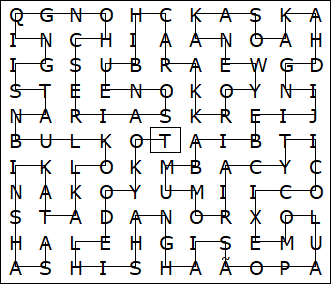 Q G N O H C K A S K A
I N C H I A A N O A H
I G S U B R A E W G D
S T E E N O K O Y N I
N A R I A S K R E I J
B U L K O T A I B T I
I K L O K M B A C Y C
N A K O Y U M I I C O
S T A D A N O R X O L
H A L E H G I S E M U
A S H I S H A Ã O P A